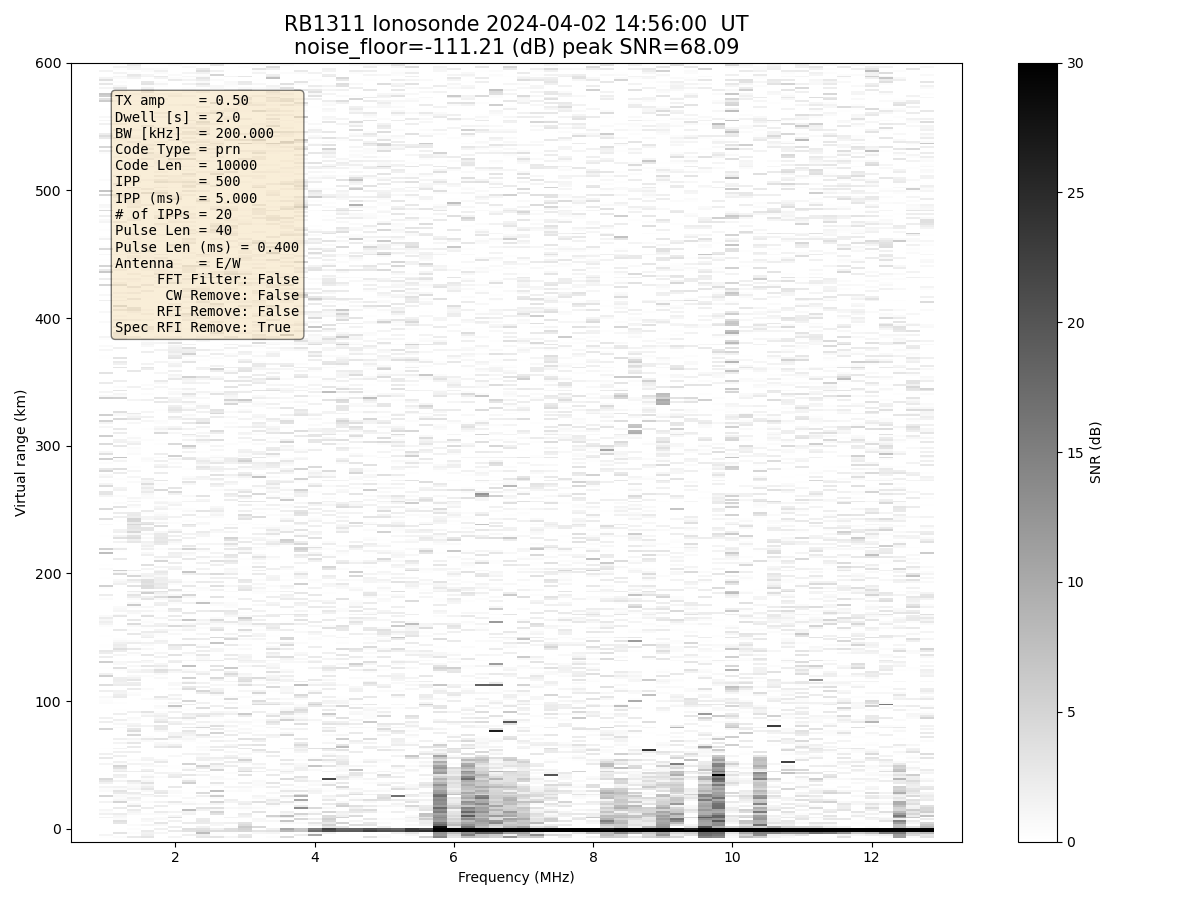 RB1311 Ionosonde 2024-04-02 14:56:00  UT
noise_floor=-111.21 (dB) peak SNR=68.09
600
500
400
300
200
100
0
Virtual range (km)
TX amp    = 0.50
Dwell [s] = 2.0
BW [kHz]  = 200.000
Code Type = prn
Code Len  = 10000
IPP       = 500
IPP (ms)  = 5.000
# of IPPs = 20
Pulse Len = 40
Pulse Len (ms) = 0.400
Antenna   = E/W
FFT Filter: False
CW Remove: False
RFI Remove: False
Spec RFI Remove: True
2 4 6 8 10 12
Frequency (MHz)
30
25
20
15
10
5
0
SNR (dB)